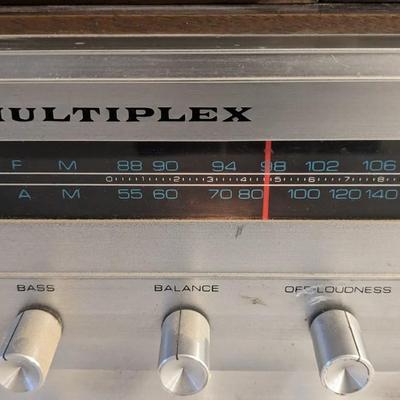 MULTIPLEX
F M 88 90 94 98 102 106
0 1 2 3 4 5 6 7 8
A M 55 60 70 80 100 120 140
BASS BALANCE OFF-LOUDNESS